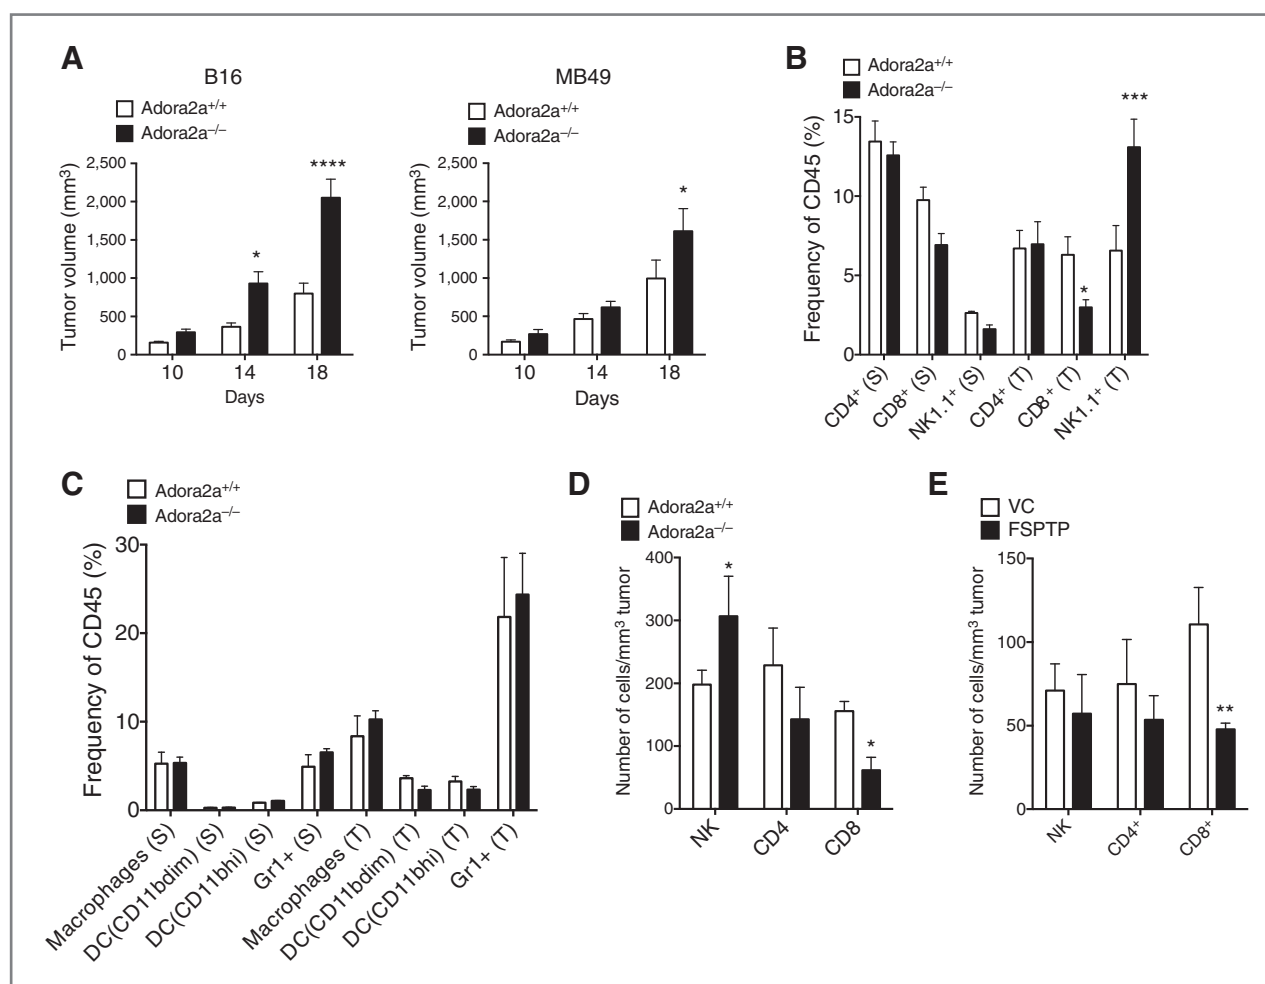 A
B16
Adora2a+/+
Adora2a–/–
Tumor volume (mm3)
2,500
2,000
1,500
1,000
500
0
*
****
10 14 18
Days
MB49
Adora2a+/+
Adora2a–/–
Tumor volume (mm3)
2,500
2,000
1,500
1,000
500
0
*
10 14 18
Days
B
Adora2a+/+
Adora2a–/–
Frequency of CD45 (%)
15
10
5
0
*
***
CD4+ (S)
CD8+ (S)
NK1.1+ (S)
CD4+ (T)
CD8+ (T)
NK1.1+ (T)
C
Adora2a+/+
Adora2a–/–
Frequency of CD45 (%)
30
20
10
0
Macrophages (S)
DC(CD11bdim) (S)
DC(CD11bhi) (S)
Gr1+ (S)
Macrophages (T)
DC(CD11bdim) (T)
DC(CD11bhi) (T)
Gr1+ (T)
D
Adora2a+/+
Adora2a–/–
Number of cells/mm3 tumor
400
300
200
100
0
*
*
NK
CD4
CD8
E
VC
FSPTP
Number of cells/mm3 tumor
150
100
50
0
**
NK
CD4+
CD8+